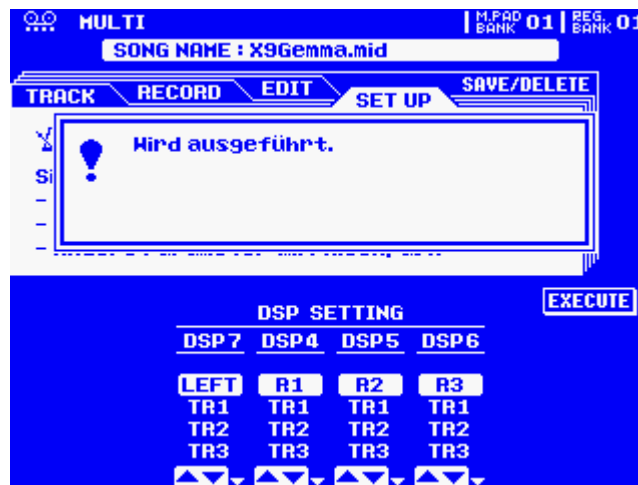 MULTI
M.PAD BANK 01
REG. BANK 01
SONG NAME : X9Gemma.mid
TRACK RECORD EDIT SET UP SAVE/DELETE
Wird ausgeführt.
Si
-
-
-
EXECUTE
DSP SETTING
DSP7 DSP4 DSP5 DSP6
LEFT R1 R2 R3
TR1 TR1 TR1 TR1
TR2 TR2 TR2 TR2
TR3 TR3 TR3 TR3